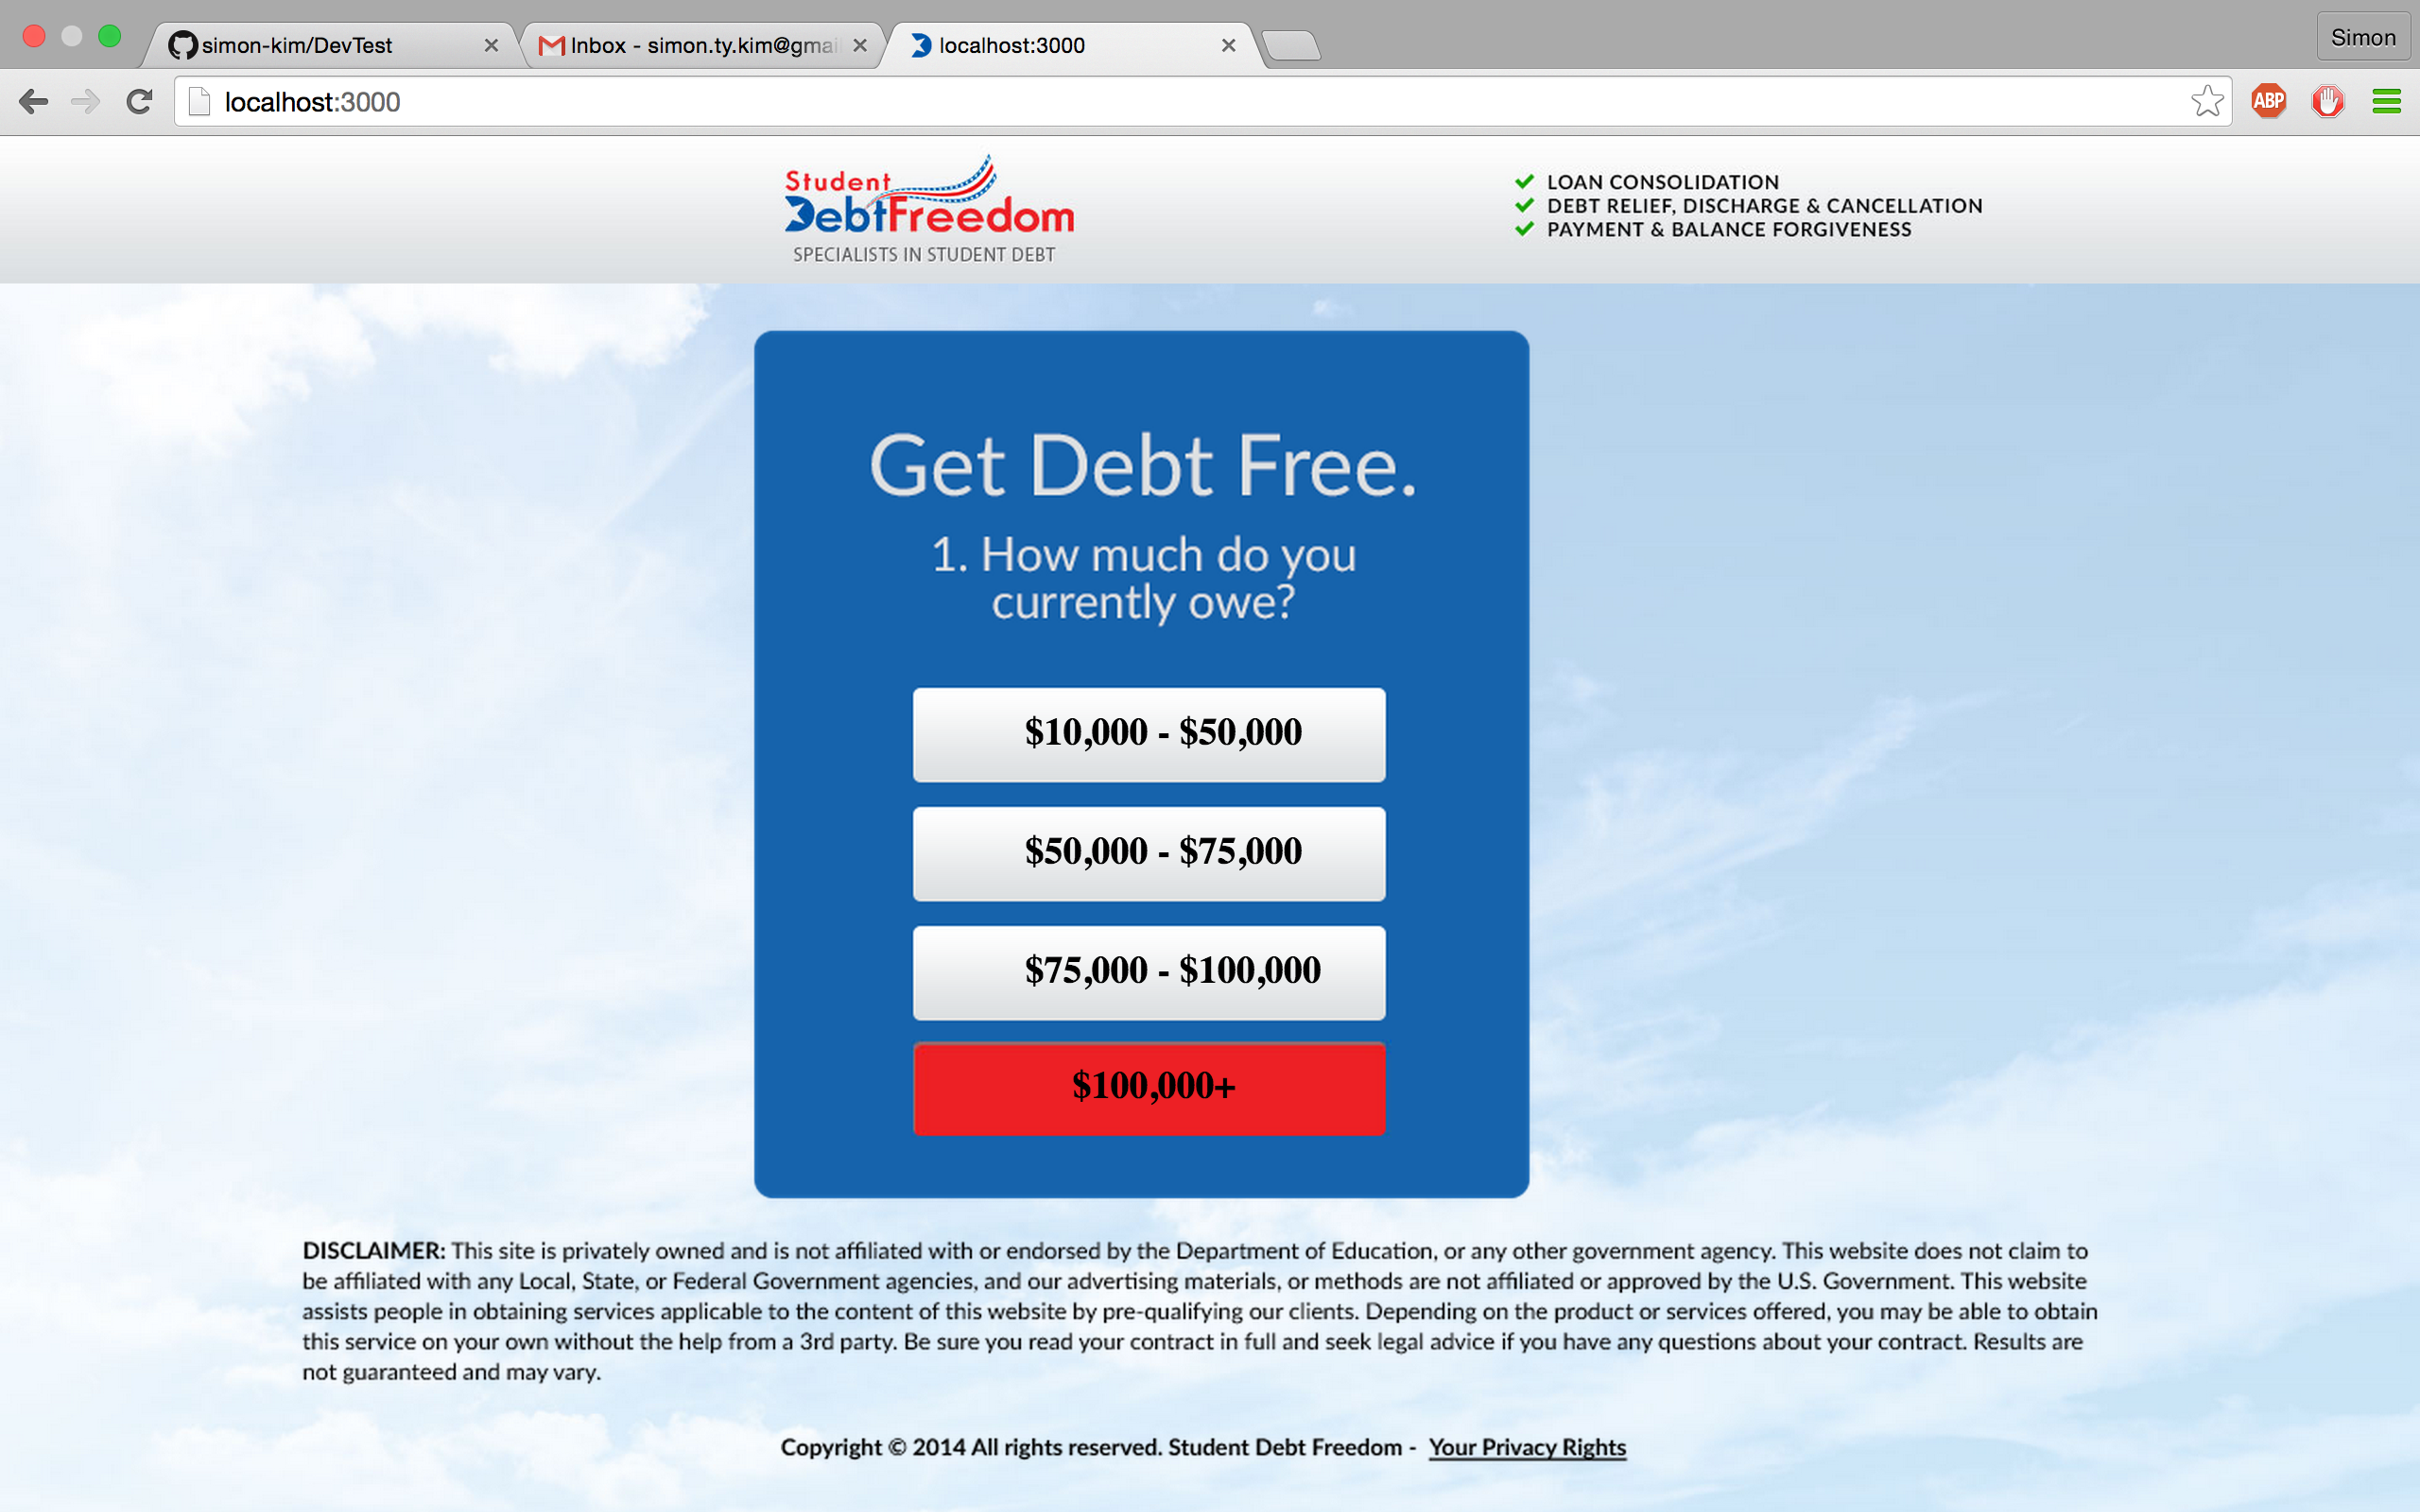 simon-kim/DevTest
Inbox - simon.ty.kim@gmai
localhost:3000
Simon
localhost:3000
ABP
Student
DebtFreedom
SPECIALISTS IN STUDENT DEBT
LOAN CONSOLIDATION
DEBT RELIEF, DISCHARGE & CANCELLATION
PAYMENT & BALANCE FORGIVENESS
Get Debt Free.
1. How much do you
currently owe?
$10,000 - $50,000
$50,000 - $75,000
$75,000 - $100,000
$100,000+
DISCLAIMER: This site is privately owned and is not affiliated with or endorsed by the Department of Education, or any other government agency. This website does not claim to
be affiliated with any Local, State, or Federal Government agencies, and our advertising materials, or methods are not affiliated or approved by the U.S. Government. This website
assists people in obtaining services applicable to the content of this website by pre-qualifying our clients. Depending on the product or services offered, you may be able to obtain
this service on your own without the help from a 3rd party. Be sure you read your contract in full and seek legal advice if you have any questions about your contract. Results are
not guaranteed and may vary.
Copyright © 2014 All rights reserved. Student Debt Freedom - Your Privacy Rights